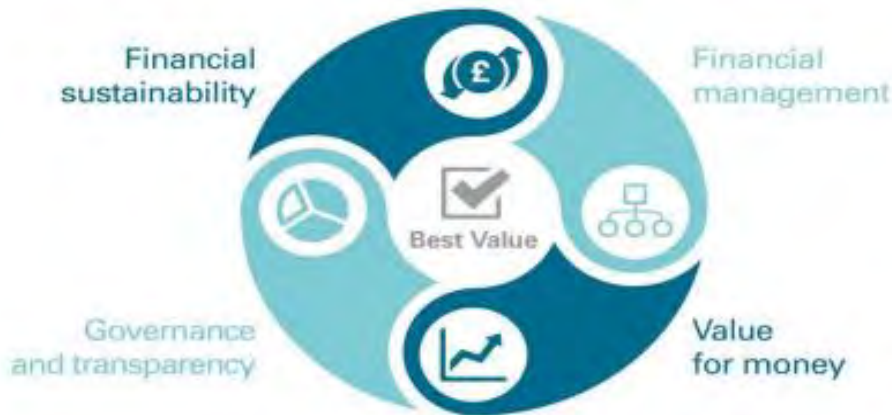 Financial
sustainability
Financial
management
£
Best Value
Governance
and transparency
Value
for money